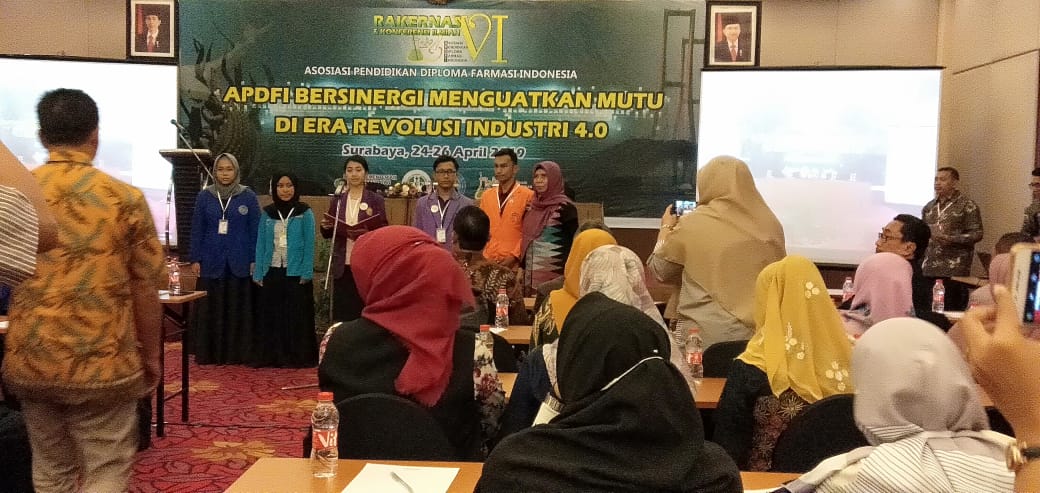 RAKERNAS VI
& KONFERENSI ILMIAH
ASOSIASI PENDIDIKAN DIPLOMA FARMASI INDONESIA
APDFI BERSINERGI MENGUATKAN MUTU
DI ERA REVOLUSI INDUSTRI 4.0
Surabaya, 24-26 April 2019